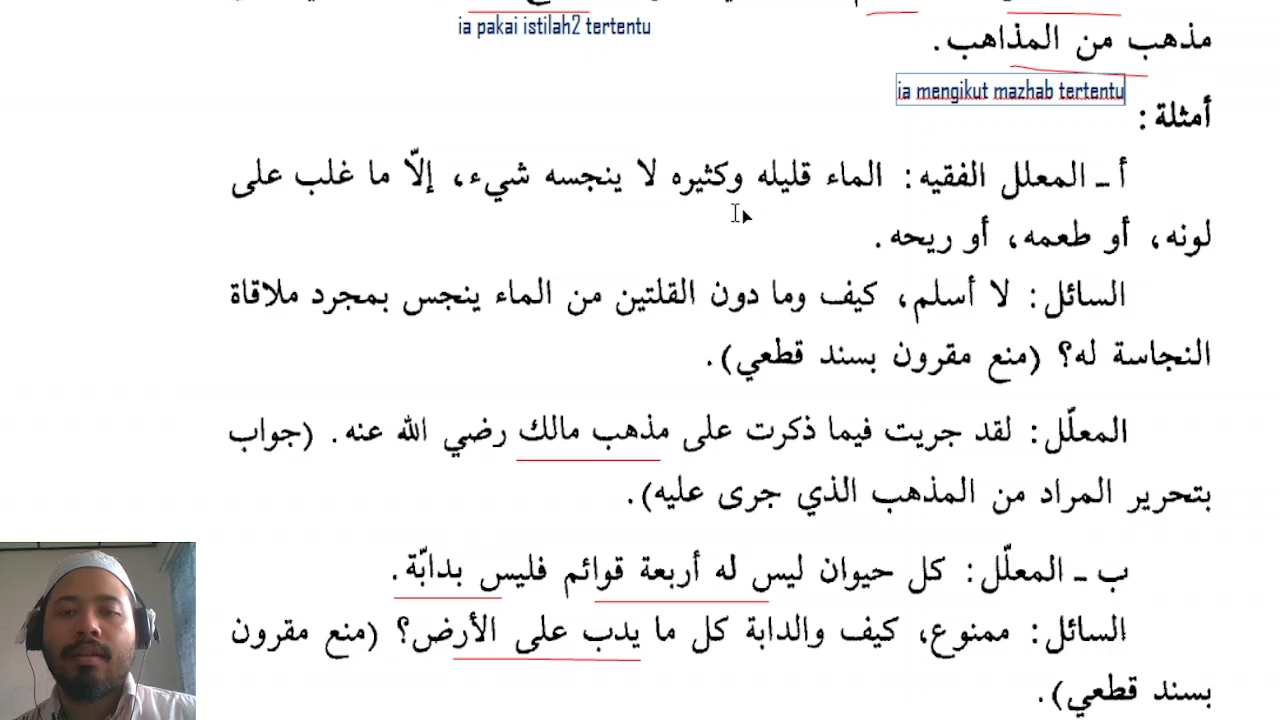 ia pakai istilah2 tertentu
مذهب من المذاهب .
ia mengikut mazhab tertentu
أمثلة :
أ ــ المعلل الفقيه : الماء قليله وكثيره لا ينجسه شيء، إلاّ ما غلب على
لونه، أو طعمه، أو ريحه .
السائل : لا أسلم، كيف وما دون القلتين من الماء ينجس بمجرد ملاقاة
النجاسة له؟ (منع مقرون بسند قطعي) .
المعلّل : لقد جريت فيما ذكرت على مذهب مالك رضي الله عنه . (جواب
بتحرير المراد من المذهب الذي جرى عليه) .
ب ــ المعلّل : كل حيوان ليس له أربعة قوائم فليس بدابّة .
السائل : ممنوع، كيف والدابة كل ما يدب على الأرض؟ (منع مقرون
بسند قطعي) .